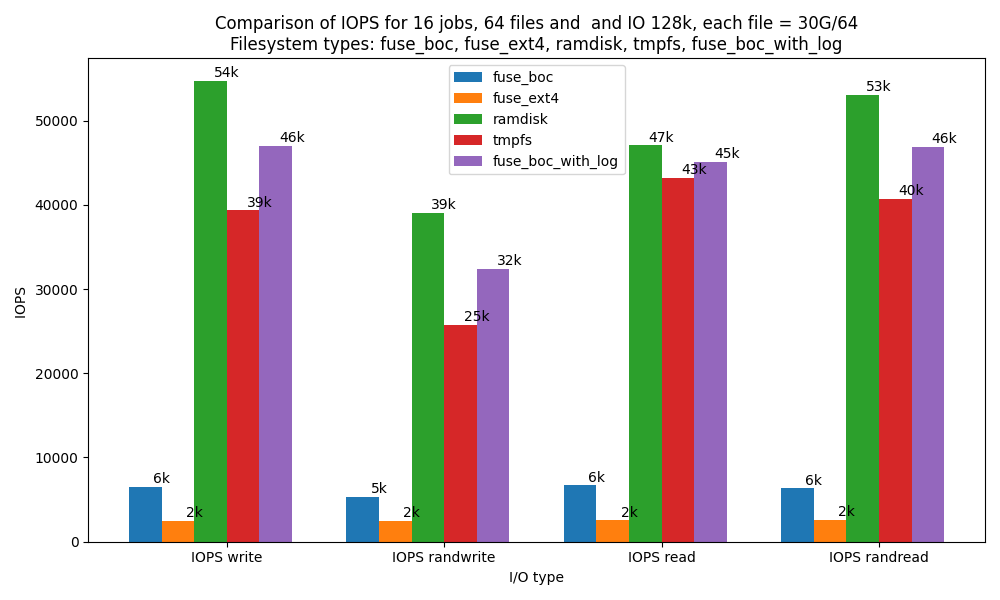 Comparison of IOPS for 16 jobs, 64 files and  and IO 128k, each file = 30G/64
Filesystem types: fuse_boc, fuse_ext4, ramdisk, tmpfs, fuse_boc_with_log
fuse_boc
fuse_ext4
ramdisk
tmpfs
fuse_boc_with_log
IOPS
50000
40000
30000
20000
10000
0
6k
2k
54k
39k
46k
5k
2k
39k
25k
32k
6k
2k
47k
43k
45k
6k
2k
53k
40k
46k
IOPS write
IOPS randwrite
IOPS read
IOPS randread
I/O type